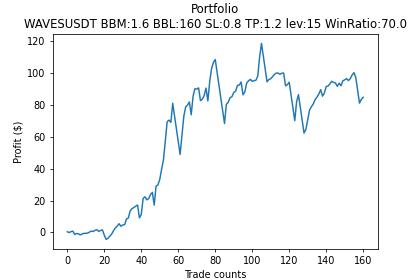 Portfolio
WAVESUSDT BBM:1.6 BBL:160 SL:0.8 TP:1.2 lev:15 WinRatio:70.0
120
100
80
60
40
20
0
Profit ($)
0 20 40 60 80 100 120 140 160
Trade counts